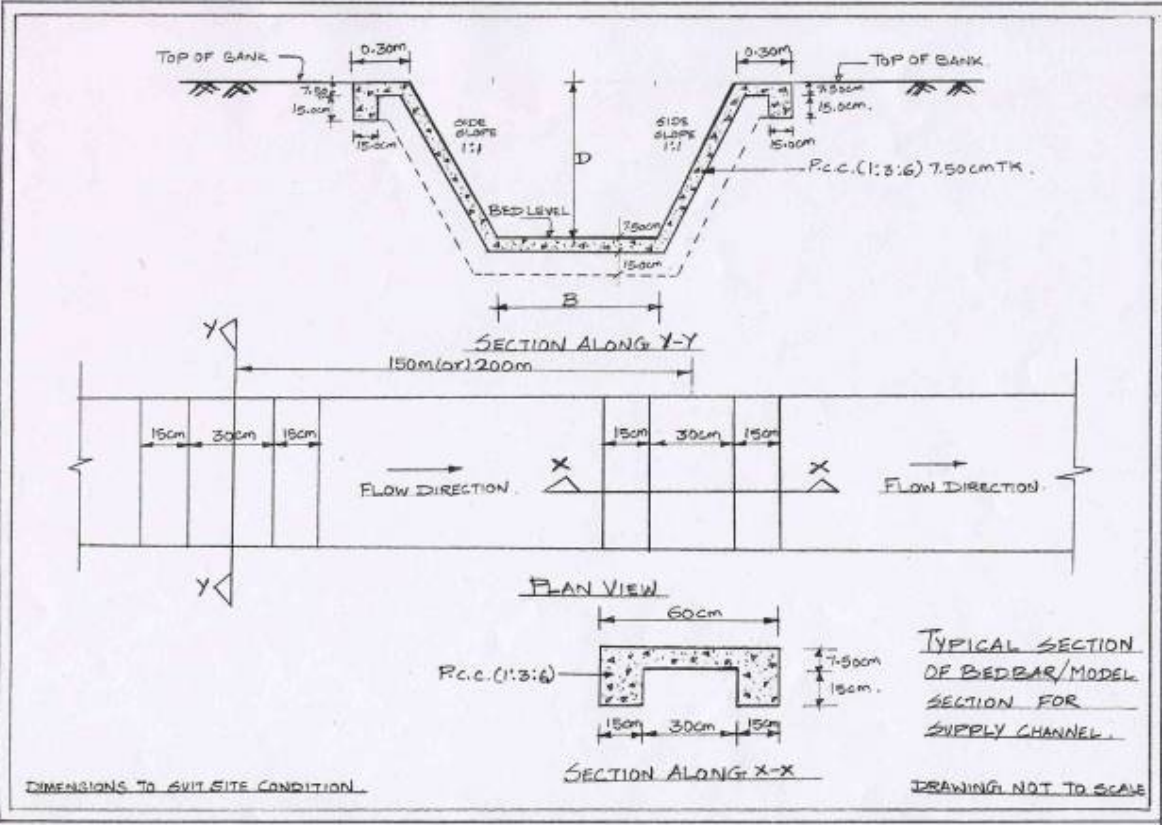 0.30m
0.30m
TOP OF BANK
TOP OF BANK.
7.50
15.0cm
7.50cm
15.0cm.
SIDE
SLOPE
1:1
SIDE
SLOPE
1:1
15.0cm
15.0cm
D
P.C.C.(1:3:6) 7.50cm TK.
BED LEVEL
7.50cm
15.0cm
B
SECTION ALONG Y-Y
Y
150m(or) 200m
15cm 30cm 15cm
15cm 30cm 15cm
X X
FLOW DIRECTION.
FLOW DIRECTION.
Y
PLAN VIEW
60cm
P.C.C.(1:3:6)
7.50cm
15cm.
15cm 30cm 15cm
SECTION ALONG X-X
TYPICAL SECTION
OF BEDBAR/MODEL
SECTION FOR
SUPPLY CHANNEL.
DIMENSIONS TO SUIT SITE CONDITION
DRAWING NOT TO SCALE